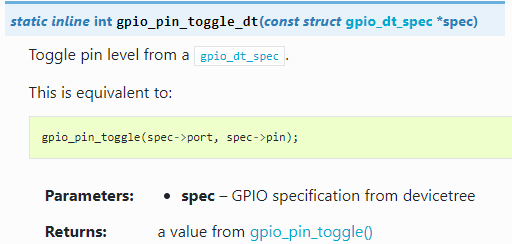 static inline int gpio_pin_toggle_dt(const struct gpio_dt_spec *spec)
Toggle pin level from a gpio_dt_spec.
This is equivalent to:
gpio_pin_toggle(spec->port, spec->pin);
Parameters: • spec – GPIO specification from devicetree
Returns: a value from gpio_pin_toggle()